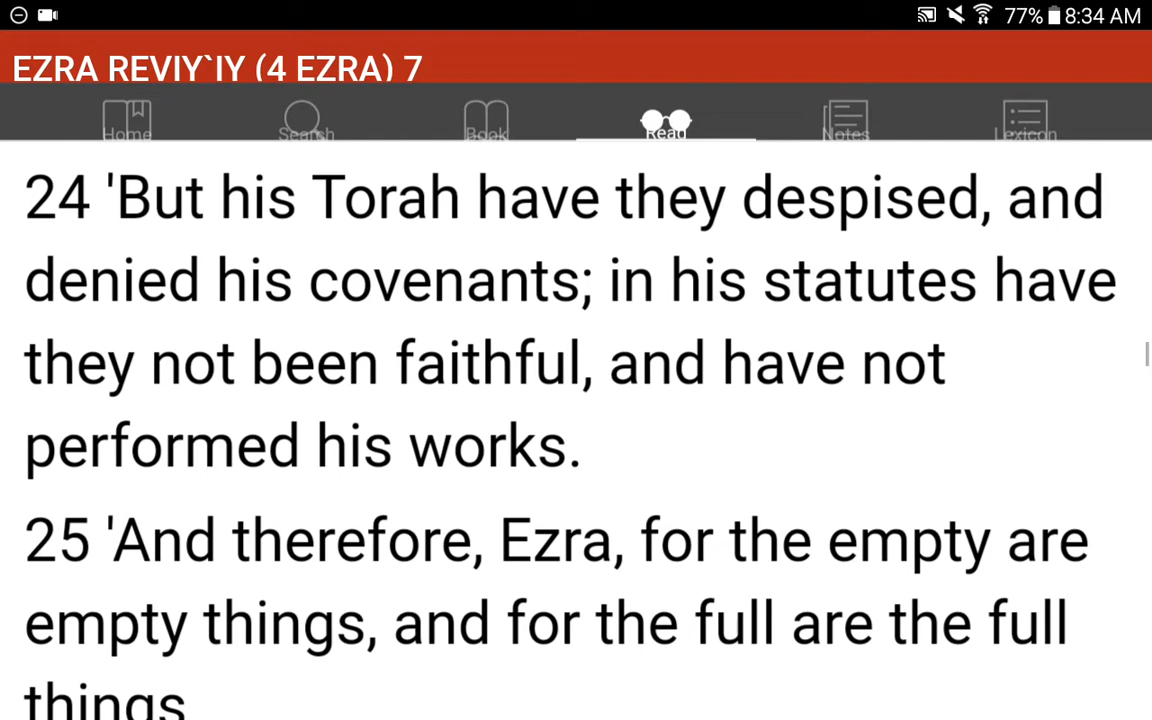 77% 8:34 AM
EZRA REVIY`IY (4 EZRA) 7
Home Search Book Read Notes Lexicon
24 'But his Torah have they despised, and
denied his covenants; in his statutes have
they not been faithful, and have not
performed his works.
25 'And therefore, Ezra, for the empty are
empty things, and for the full are the full
things